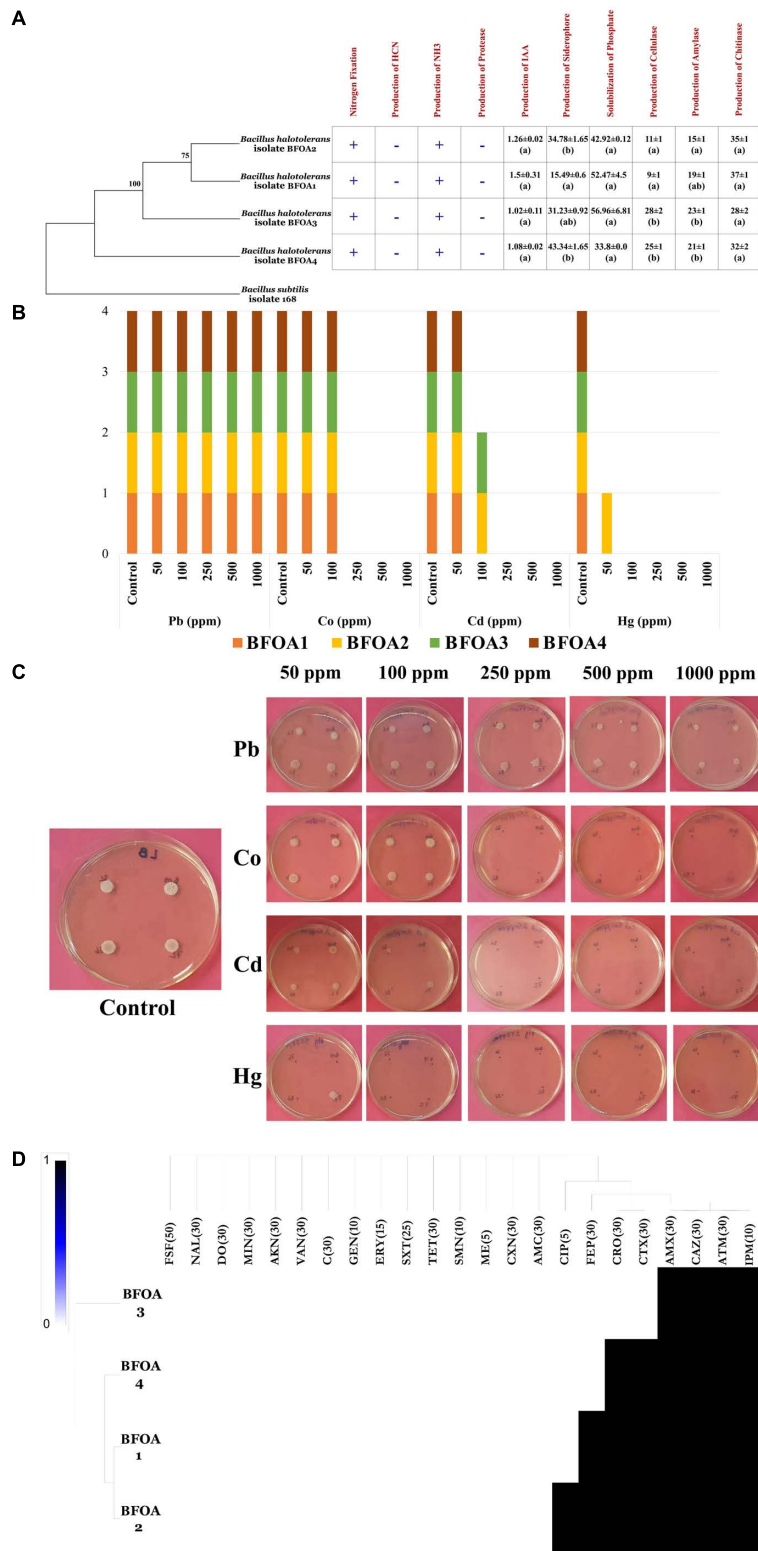 A
Nitrogen Fixation
Production of HCN
Production of NH3
Production of Protease
Production of IAA
Production of Siderophore
Solubilization of Phosphate
Production of Cellulase
Production of Amylase
Production of Chitinase
Bacillus halotolerans
isolate BFOA2
+ - + - 1.26±0.02 34.78±1.65 42.92±0.12 11±1 15±1 35±1
(a) (b) (a) (a) (a) (a)
75
Bacillus halotolerans
isolate BFOA1
+ - + - 1.5±0.31 15.49±0.6 52.47±4.5 9±1 19±1 37±1
(a) (a) (a) (a) (ab) (a)
100
Bacillus halotolerans
isolate BFOA3
+ - + - 1.02±0.11 31.23±0.92 56.96±6.81 28±2 23±1 28±2
(a) (ab) (a) (b) (b) (a)
Bacillus halotolerans
isolate BFOA4
+ - + - 1.08±0.02 43.34±1.65 33.8±0.0 25±1 21±1 32±2
(a) (b) (a) (b) (b) (a)
Bacillus subtilis
isolate 168
B
4
3
2
1
0
Control 50 100 250 500 1000 Control 50 100 250 500 1000 Control 50 100 250 500 1000 Control 50 100 250 500 1000
Pb (ppm) Co (ppm) Cd (ppm) Hg (ppm)
BFOA1 BFOA2 BFOA3 BFOA4
C
50 ppm 100 ppm 250 ppm 500 ppm 1000 ppm
Pb
Co
Cd
Hg
LB
Control
D
1
0
FSF(50)
NAL(30)
DO(30)
MIN(30)
AKN(30)
VAN(30)
C(30)
GEN(10)
ERY(15)
SXT(25)
TET(30)
SMN(10)
ME(5)
CXN(30)
AMC(30)
CIP(5)
FEP(30)
CRO(30)
CTX(30)
AMX(30)
CAZ(30)
ATM(30)
IPM(10)
BFOA
3
BFOA
4
BFOA
1
BFOA
2